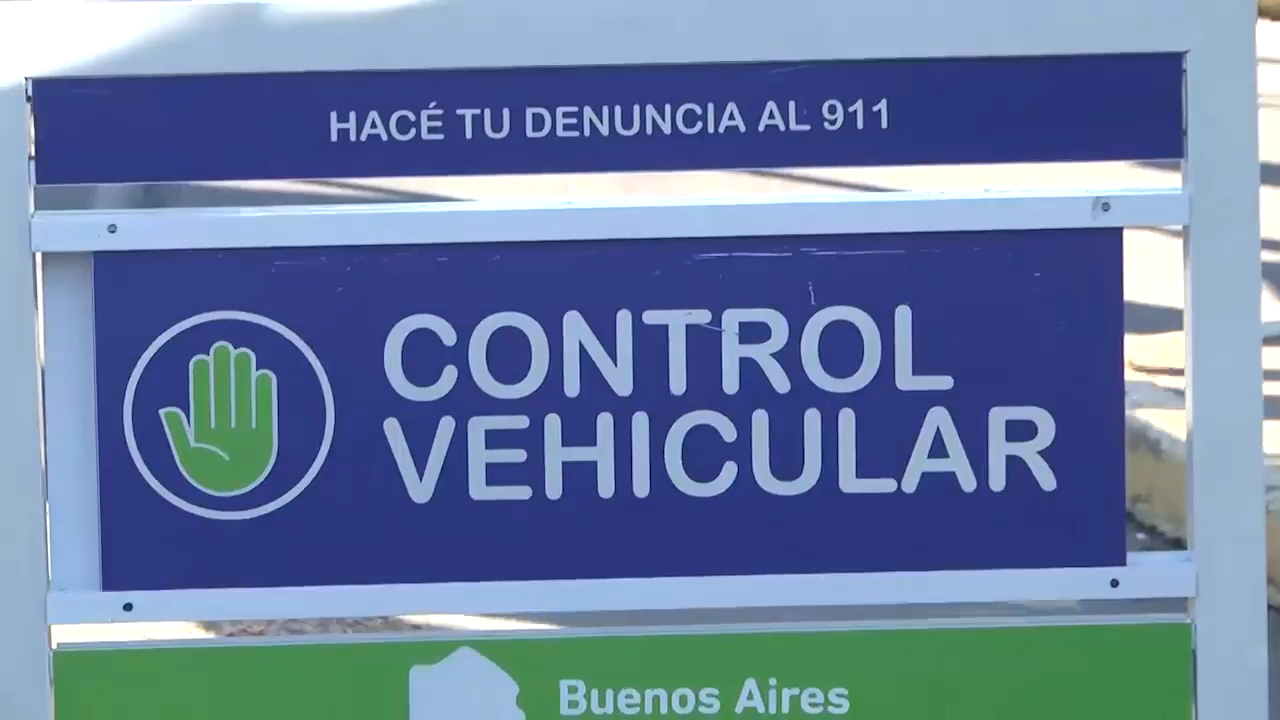 HACÉ TU DENUNCIA AL 911
CONTROL
VEHICULAR
Buenos Aires